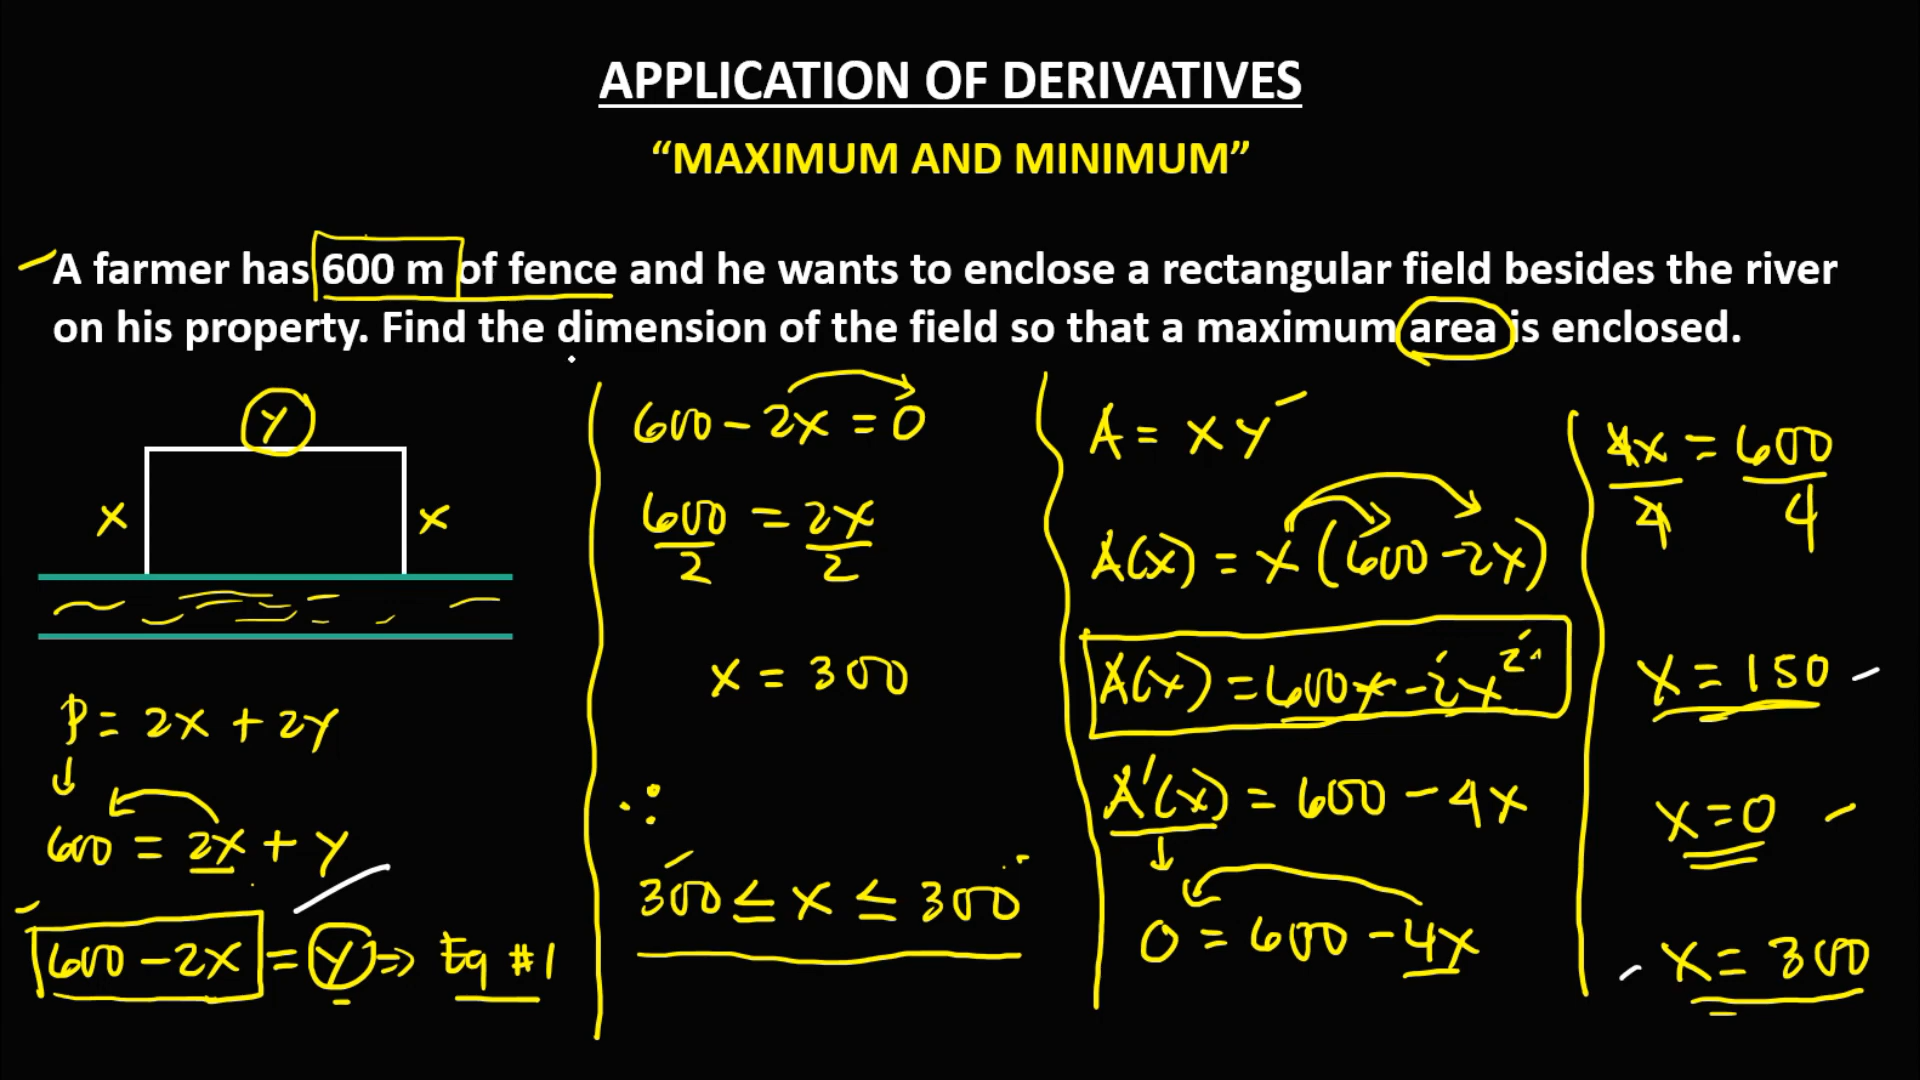 APPLICATION OF DERIVATIVES
“MAXIMUM AND MINIMUM”
A farmer has 600 m of fence and he wants to enclose a rectangular field besides the river
on his property. Find the dimension of the field so that a maximum area is enclosed.
y
x x
P = 2x + 2y
600 = 2x + y
600 - 2x = y => Eq #1
600 - 2x = 0
600/2 = 2x/2
x = 300
∴
300 ≤ x ≤ 300
A = xy
A(x) = x(600 - 2x)
A(x) = 600x - 2x²
A'(x) = 600 - 4x
0 = 600 - 4x
4x/4 = 600/4
x = 150
x = 0
x = 300